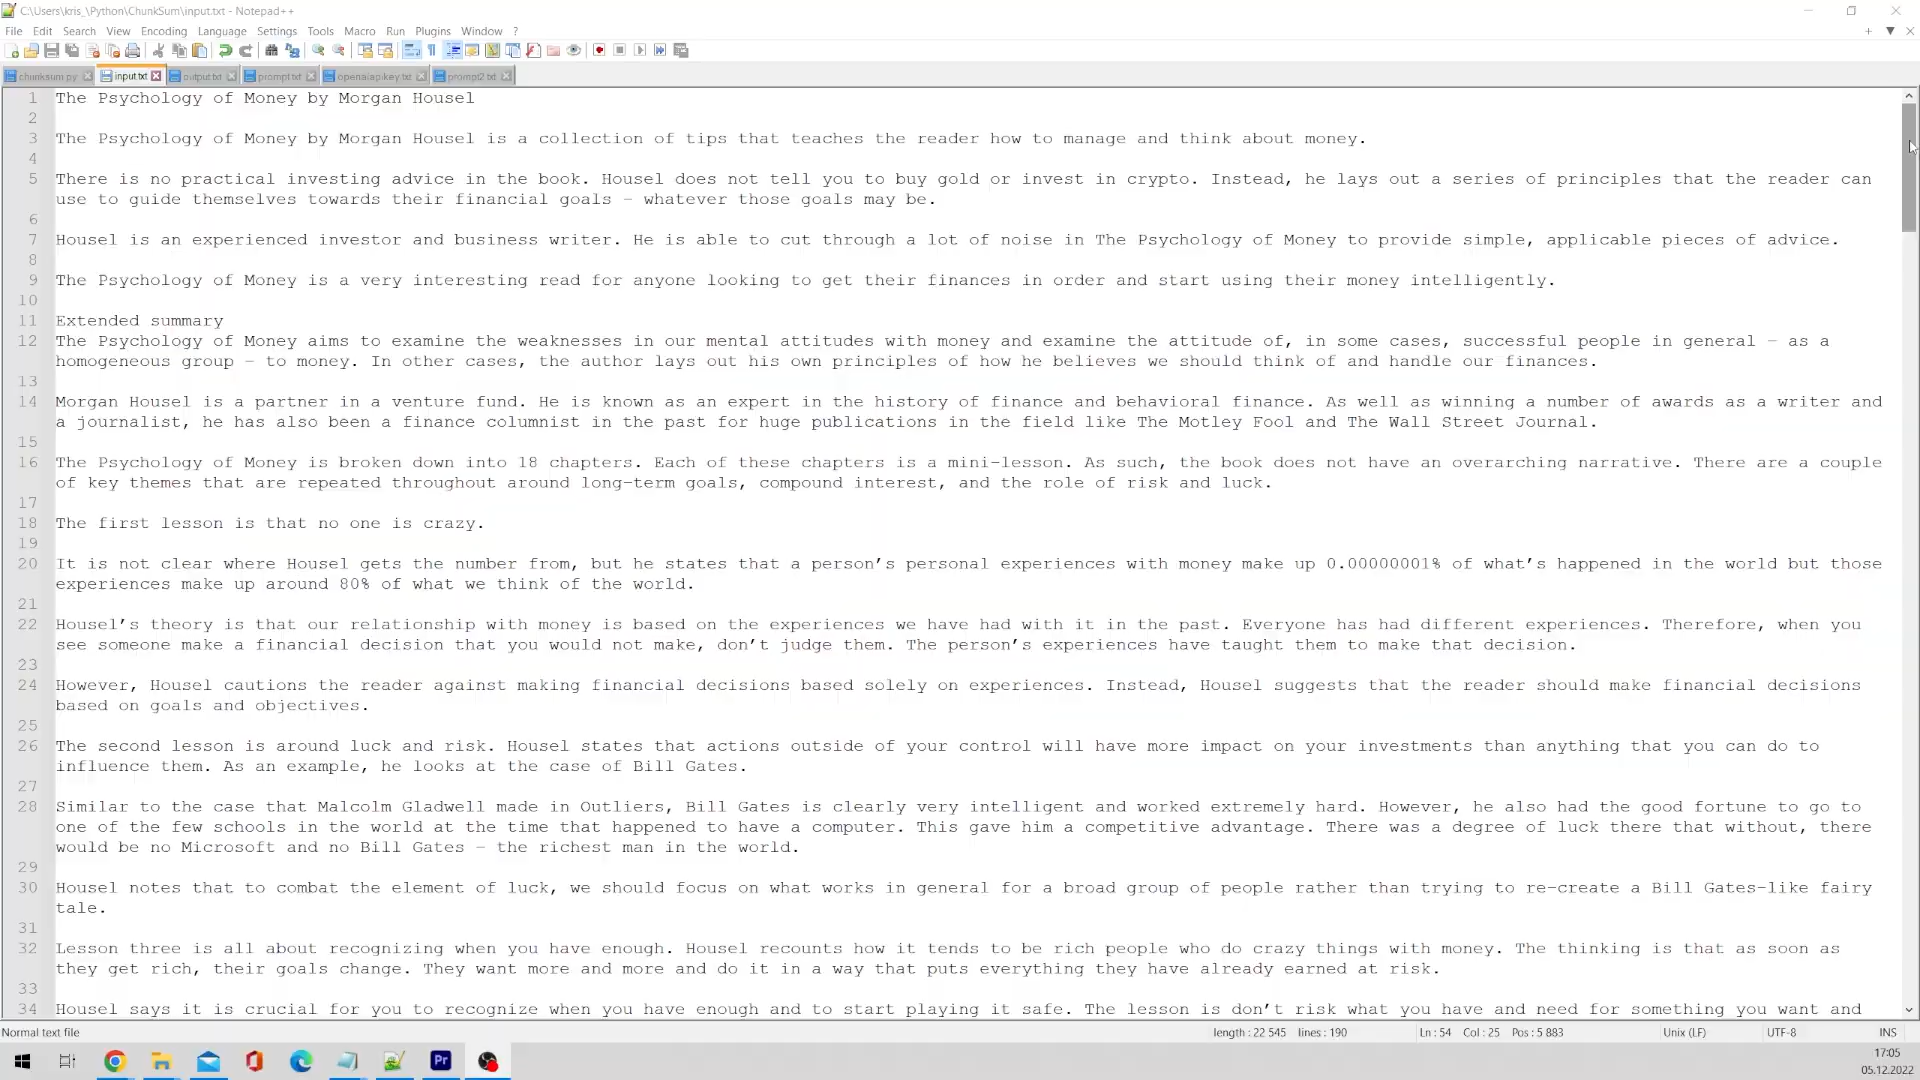 C:\Users\kris_\Python\ChunkSum\input.txt - Notepad++
File Edit Search View Encoding Language Settings Tools Macro Run Plugins Window ?
chunksum.py input.txt output.txt prompt.txt openaiapikey.txt prompt2.txt
1 The Psychology of Money by Morgan Housel
2
3 The Psychology of Money by Morgan Housel is a collection of tips that teaches the reader how to manage and think about money.
4
5 There is no practical investing advice in the book. Housel does not tell you to buy gold or invest in crypto. Instead, he lays out a series of principles that the reader can
use to guide themselves towards their financial goals – whatever those goals may be.
6
7 Housel is an experienced investor and business writer. He is able to cut through a lot of noise in The Psychology of Money to provide simple, applicable pieces of advice.
8
9 The Psychology of Money is a very interesting read for anyone looking to get their finances in order and start using their money intelligently.
10
11 Extended summary
12 The Psychology of Money aims to examine the weaknesses in our mental attitudes with money and examine the attitude of, in some cases, successful people in general – as a
homogeneous group – to money. In other cases, the author lays out his own principles of how he believes we should think of and handle our finances.
13
14 Morgan Housel is a partner in a venture fund. He is known as an expert in the history of finance and behavioral finance. As well as winning a number of awards as a writer and
a journalist, he has also been a finance columnist in the past for huge publications in the field like The Motley Fool and The Wall Street Journal.
15
16 The Psychology of Money is broken down into 18 chapters. Each of these chapters is a mini-lesson. As such, the book does not have an overarching narrative. There are a couple
of key themes that are repeated throughout around long-term goals, compound interest, and the role of risk and luck.
17
18 The first lesson is that no one is crazy.
19
20 It is not clear where Housel gets the number from, but he states that a person’s personal experiences with money make up 0.00000001% of what’s happened in the world but those
experiences make up around 80% of what we think of the world.
21
22 Housel’s theory is that our relationship with money is based on the experiences we have had with it in the past. Everyone has had different experiences. Therefore, when you
see someone make a financial decision that you would not make, don’t judge them. The person’s experiences have taught them to make that decision.
23
24 However, Housel cautions the reader against making financial decisions based solely on experiences. Instead, Housel suggests that the reader should make financial decisions
based on goals and objectives.
25
26 The second lesson is around luck and risk. Housel states that actions outside of your control will have more impact on your investments than anything that you can do to
influence them. As an example, he looks at the case of Bill Gates.
27
28 Similar to the case that Malcolm Gladwell made in Outliers, Bill Gates is clearly very intelligent and worked extremely hard. However, he also had the good fortune to go to
one of the few schools in the world at the time that happened to have a computer. This gave him a competitive advantage. There was a degree of luck there that without, there
would be no Microsoft and no Bill Gates – the richest man in the world.
29
30 Housel notes that to combat the element of luck, we should focus on what works in general for a broad group of people rather than trying to re-create a Bill Gates-like fairy
tale.
31
32 Lesson three is all about recognizing when you have enough. Housel recounts how it tends to be rich people who do crazy things with money. The thinking is that as soon as
they get rich, their goals change. They want more and more and do it in a way that puts everything they have already earned at risk.
33
34 Housel says it is crucial for you to recognize when you have enough and to start playing it safe. The lesson is don’t risk what you have and need for something you want and
Normal text file length : 22 545 lines : 190 Ln : 54 Col : 25 Pos : 5 883 Unix (LF) UTF-8 INS
Pr
17:05
05.12.2022